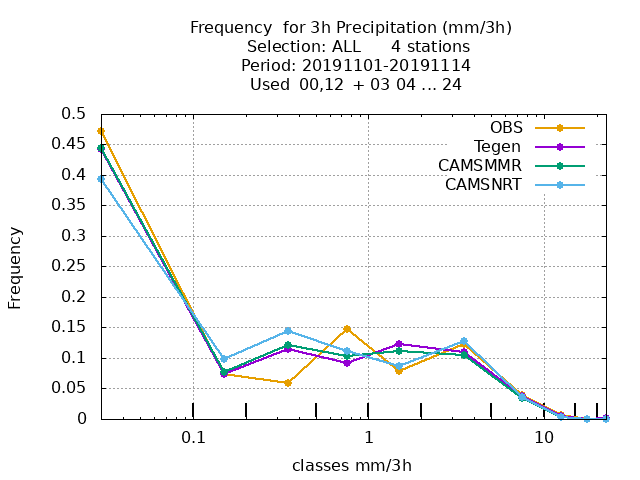 Frequency  for 3h Precipitation (mm/3h)
Selection: ALL      4 stations
Period: 20191101-20191114
Used  00,12  + 03 04 ... 24
OBS
Tegen
CAMSMMR
CAMSNRT
0.5
0.45
0.4
0.35
0.3
0.25
0.2
0.15
0.1
0.05
0
Frequency
0.1
1
10
classes mm/3h